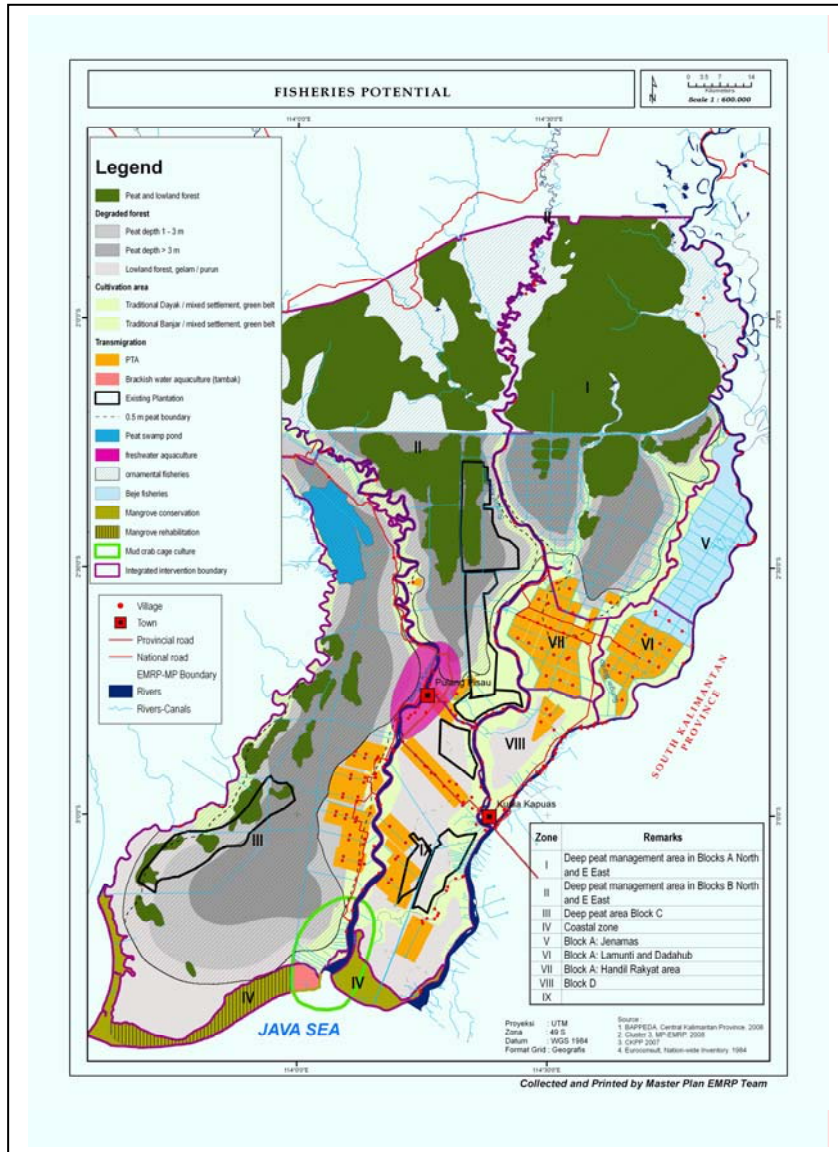 FISHERIES POTENTIAL
N
0 3.5 7 14
Kilometers
Scale 1 : 600.000
114°0'E
114°30'E
Legend
Peat and lowland forest
Degraded forest
Peat depth 1 - 3 m
Peat depth > 3 m
Lowland forest, gelam / purun
Cultivation area
Traditional Dayak / mixed settlement, green belt
Traditional Banjar / mixed settlement, green belt
Transmigration
PTA
Brackish water aquaculture (tambak)
Existing Plantation
0.5 m peat boundary
Peat swamp pond
freshwater aquaculture
ornamental fisheries
Beje fisheries
Mangrove conservation
Mangrove rehabilitation
Mud crab cage culture
Integrated intervention boundary
Village
Town
Provincial road
National road
EMRP-MP Boundary
Rivers
Rivers-Canals
I
II
V
VII
VI
Pulang Pisau
VIII
SOUTH KALIMANTAN
PROVINCE
Kuala Kapuas
III
IX
IV
IV
JAVA SEA
Zone Remarks
I Deep peat management area in Blocks A North
and E East
II Deep peat management area in Blocks B North
and E East
III Deep peat area Block C
IV Coastal zone
V Block A: Jenamas
VI Block A: Lamunti and Dadahub
VII Block A: Handil Rakyat area
VIII Block D
IX
Proyeksi : UTM
Zona : 49 S
Datum : WGS 1984
Format Grid : Geografis
Source :
1. BAPPEDA. Central Kalimantan Province. 2008
2. Cluster 3, MP-EMRP. 2008
3. CKPP 2007
4. Euroconsult, Nation-wide Inventory. 1984
114°0'E
114°30'E
Collected and Printed by Master Plan EMRP Team